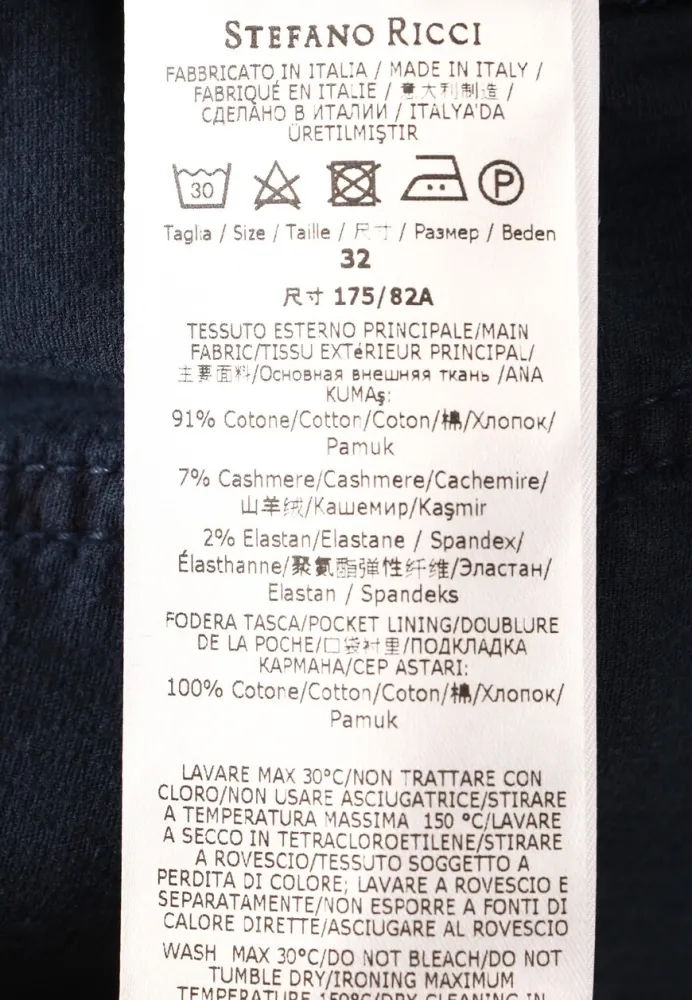 STEFANO RICCI
FABBRICATO IN ITALIA / MADE IN ITALY /
FABRIQUÉ EN ITALIE / 意大利制造 /
СДЕЛАНО В ИТАЛИИ / ITALYA'DA
ÜRETILMIŞTIR
30 P
Taglia / Size / Taille / 尺寸 / Размер / Beden
32
尺寸 175/82A
TESSUTO ESTERNO PRINCIPALE/MAIN
FABRIC/TISSU EXTéRIEUR PRINCIPAL/
主要面料/Основная внешняя ткань /ANA
KUMAş:
91% Cotone/Cotton/Coton/棉/Хлопок/
Pamuk
7% Cashmere/Cashmere/Cachemire/
山羊绒/Кашемир/Kaşmir
2% Elastan/Elastane / Spandex/
Élasthanne/聚氨酯弹性纤维/Эластан/
Elastan / Spandeks
FODERA TASCA/POCKET LINING/DOUBLURE
DE LA POCHE/口袋衬里/ПОДКЛАДКА
КАРМАНА/CEP ASTARI:
100% Cotone/Cotton/Coton/棉/Хлопок/
Pamuk
LAVARE MAX 30°C/NON TRATTARE CON
CLORO/NON USARE ASCIUGATRICE/STIRARE
A TEMPERATURA MASSIMA 150 °C/LAVARE
A SECCO IN TETRACLOROETILENE/STIRARE
A ROVESCIO/TESSUTO SOGGETTO A
PERDITA DI COLORE; LAVARE A ROVESCIO E
SEPARATAMENTE/NON ESPORRE A FONTI DI
CALORE DIRETTE/ASCIUGARE AL ROVESCIO
WASH MAX 30°C/DO NOT BLEACH/DO NOT
TUMBLE DRY/IRONING MAXIMUM
TEMPERATURE 150°C/DRY CLEANING IN